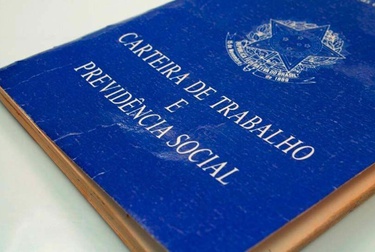 CARTEIRA DE TRABALHO
E
PREVIDÊNCIA SOCIAL